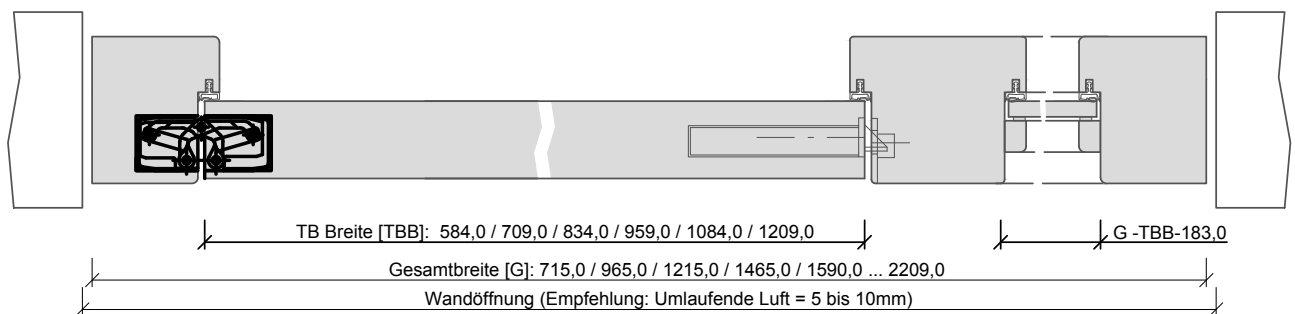 TB Breite [TBB]: 584,0 / 709,0 / 834,0 / 959,0 / 1084,0 / 1209,0
G -TBB-183,0
Gesamtbreite [G]: 715,0 / 965,0 / 1215,0 / 1465,0 / 1590,0 ... 2209,0
Wandöffnung (Empfehlung: Umlaufende Luft = 5 bis 10mm)